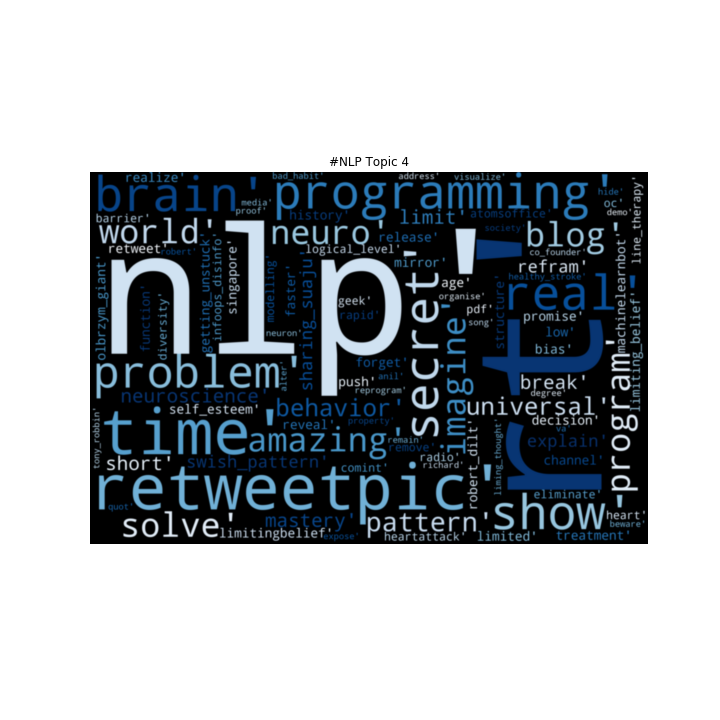 #NLP Topic 4
realize'
bad_habit'
address'
visualize'
brain'
programming'
hide'
oc'
line_therapy'
media'
proof'
history'
limit'
atomsoffice'
demo'
barrier'
world'
neuro'
release'
society'
blog'
retweet'
robert'
logical_level'
co_founder'
nlp'
secret'
rt'
mirror'
refram'
healthy_stroke'
olbrzym_giant'
function'
diversity'
getting_unstuck'
infoops_disinfo'
singapore'
modelling'
faster'
sharing_suaju'
age'
organise'
real'
geek'
rapid'
pdf'
song'
structure'
promise'
low'
bias'
machinelearnbot'
limiting_belief'
neuron'
imagine'
problem'
forget'
anil'
alter'
push'
reprogram'
break'
degree'
program'
neuroscience'
self_esteem'
behavior'
property'
universal'
reveal'
decision'
va'
tony_robbin'
time'
amazing'
remain'
remove'
explain'
short'
swish_pattern'
comint'
radio'
richard'
robert_dilt'
liming_thought'
channel'
retweetpic'
eliminate'
quot'
solve'
mastery'
pattern'
show'
heart'
beware'
limitingbelief'
expose'
heartattack'
limited'
treatment'